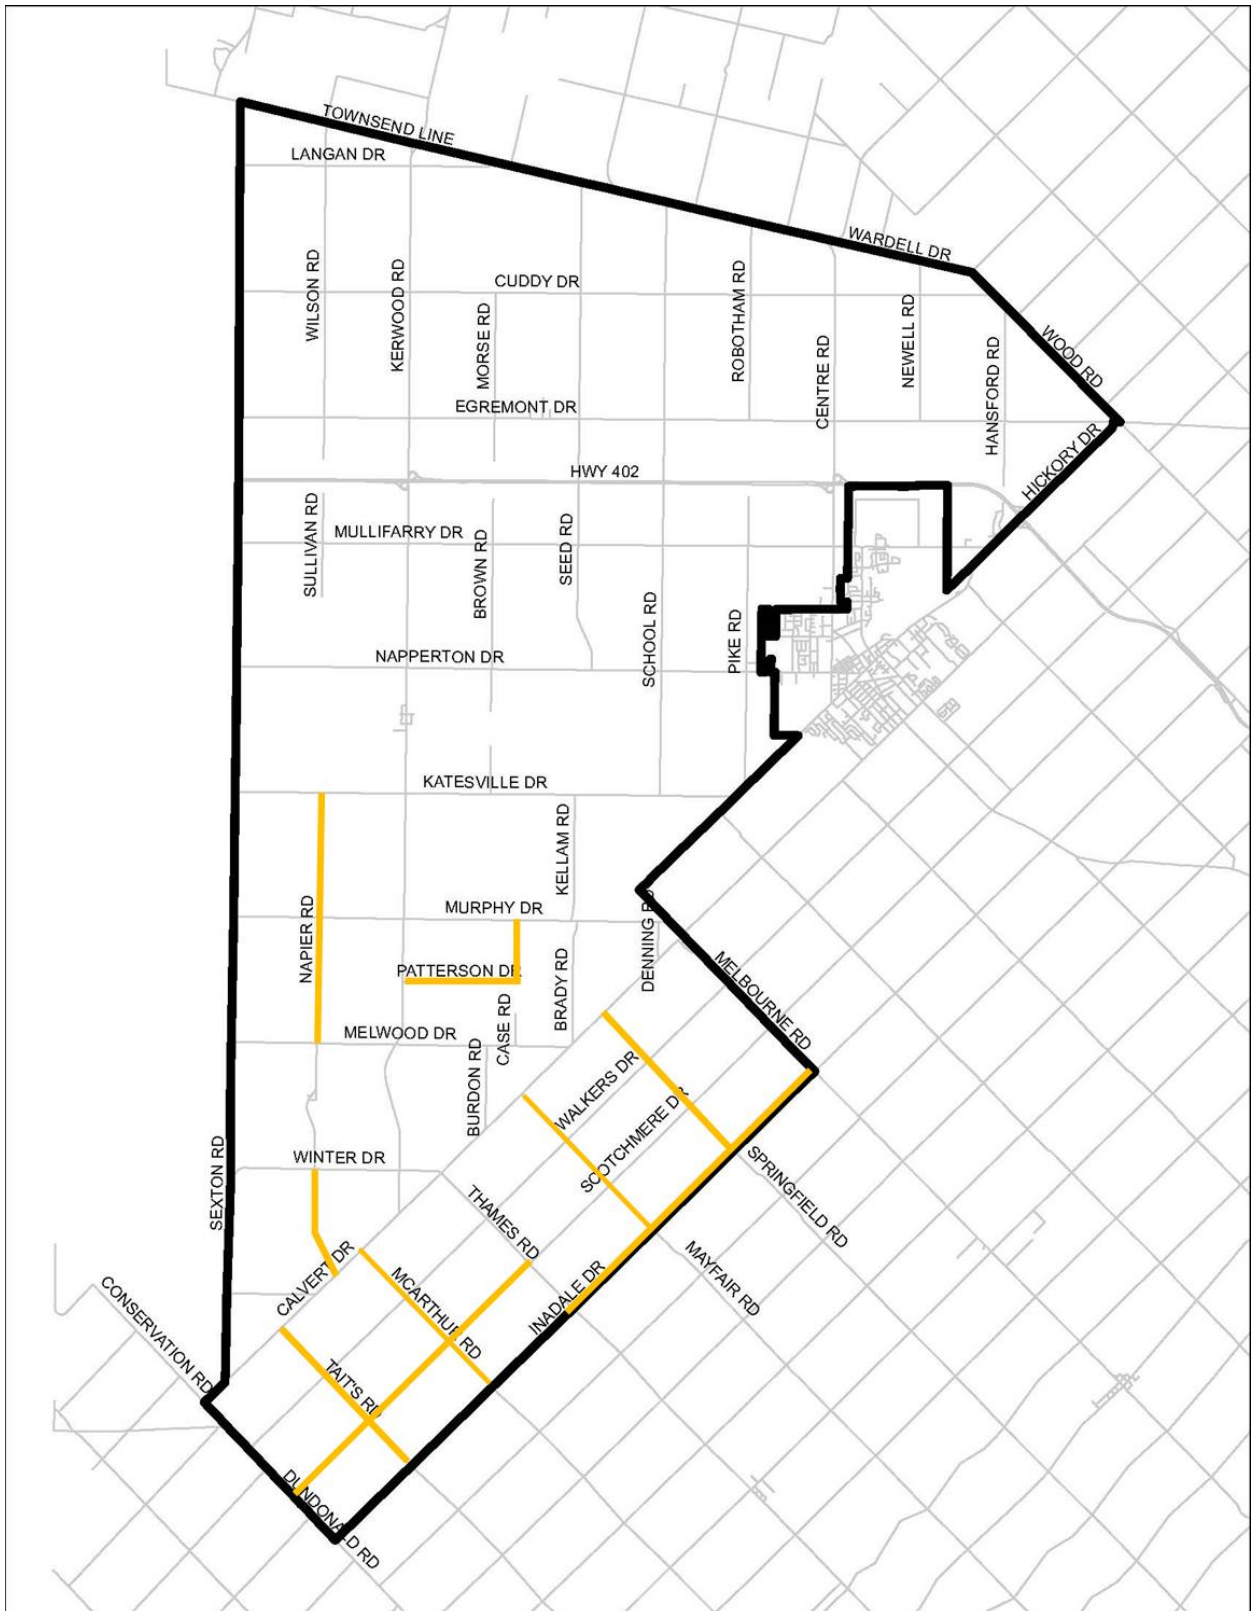 TOWNSEND LINE
LANGAN DR
WARDELL DR
WILSON RD
KERWOOD RD
CUDDY DR
MORSE RD
ROBOTHAM RD
CENTRE RD
NEWELL RD
HANSFORD RD
WOOD RD
EGREMONT DR
HICKORY DR
HWY 402
SULLIVAN RD
MULLIFARRY DR
BROWN RD
SEED RD
SCHOOL RD
PIKE RD
NAPPERTON DR
KATESVILLE DR
KELLAM RD
NAPIER RD
MURPHY DR
DENNING RD
PATTERSON DR
BRADY RD
MELBOURNE RD
CASE RD
MELWOOD DR
BURDON RD
WALKERS DR
SCOTCHMERE DR
SEXTON RD
WINTER DR
SPRINGFIELD RD
THAMES RD
MAYFAIR RD
CALVERT DR
MCARTHUR RD
INADALE DR
CONSERVATION RD
TAIT'S RD
DUNDONALD RD